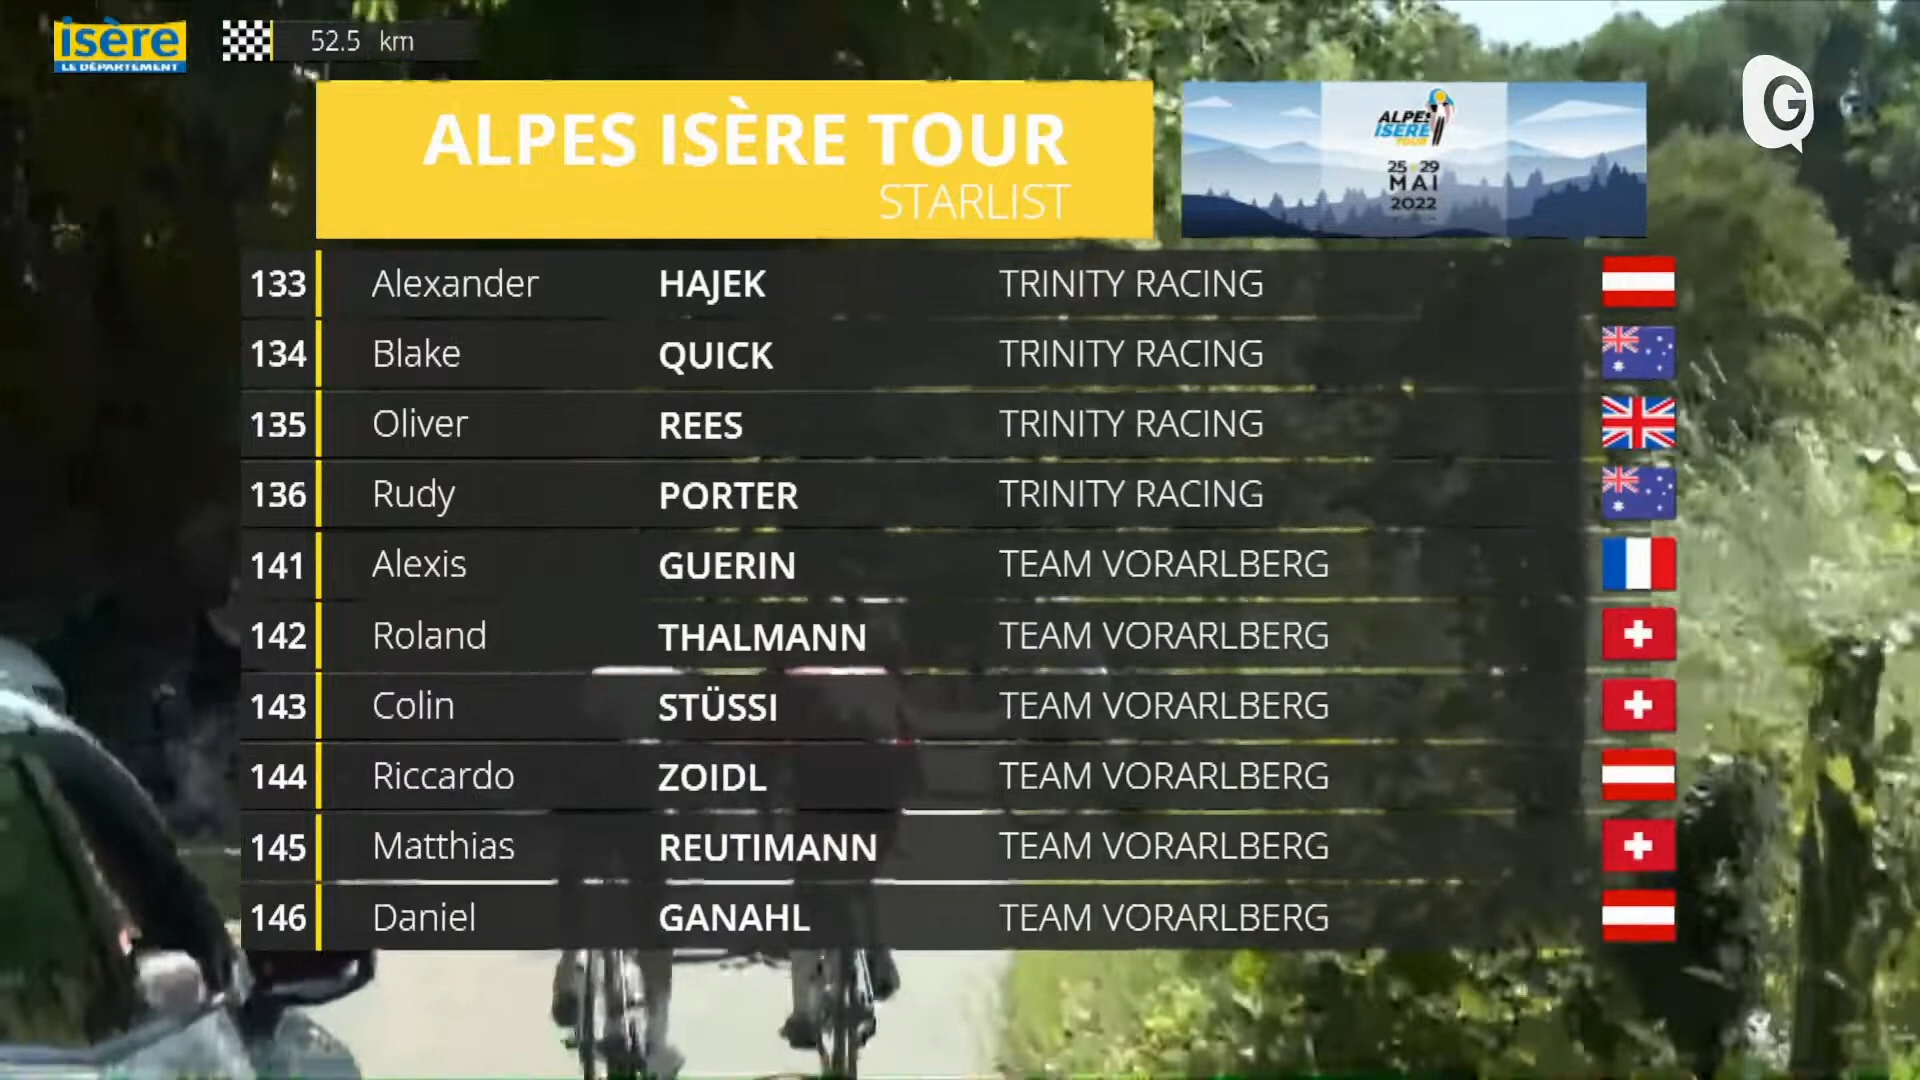 isère
LE DÉPARTEMENT
52.5 km
G
ALPES ISÈRE TOUR
STARLIST
ALPES
ISÈRE
TOUR
25 29
MAI
2022
133 Alexander HAJEK TRINITY RACING
134 Blake QUICK TRINITY RACING
135 Oliver REES TRINITY RACING
136 Rudy PORTER TRINITY RACING
141 Alexis GUERIN TEAM VORARLBERG
142 Roland THALMANN TEAM VORARLBERG
143 Colin STÜSSI TEAM VORARLBERG
144 Riccardo ZOIDL TEAM VORARLBERG
145 Matthias REUTIMANN TEAM VORARLBERG
146 Daniel GANAHL TEAM VORARLBERG